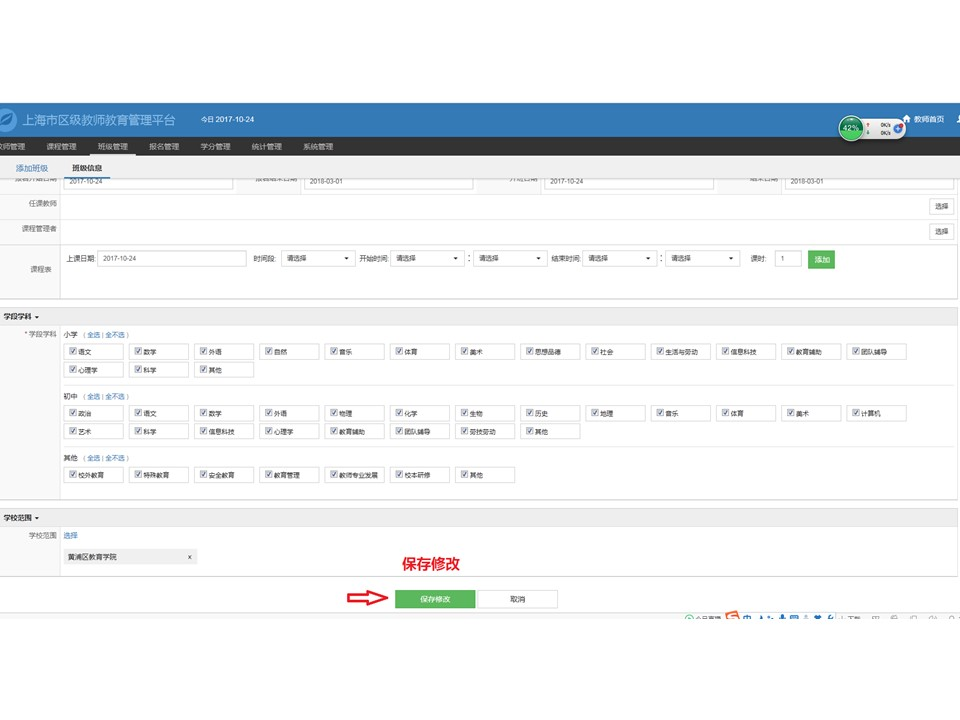 上海市区级教师教育管理平台 今日 2017-10-24 42% 0K/s 0K/s 教师首页
教师管理 课程管理 班级管理 报名管理 学分管理 统计管理 系统管理
添加班级 班级信息
2017-10-24 2018-03-01 2017-10-24 2018-03-01
任课教师 选择
课程管理者 选择
课程表 上课日期: 2017-10-24 时间段: 请选择 开始时间: 请选择 : 请选择 结束时间: 请选择 : 请选择 课时: 1 添加
学段学科
*学段学科 小学 ( 全选 | 全不选 )
语文 数学 外语 自然 音乐 体育 美术 思想品德 社会 生活与劳动 信息科技 教育辅助 团队辅导
心理学 科学 其他
初中 ( 全选 | 全不选 )
政治 语文 数学 外语 物理 化学 生物 历史 地理 音乐 体育 美术 计算机
艺术 科学 信息科技 心理学 教育辅助 团队辅导 劳技劳动 其他
其他 ( 全选 | 全不选 )
校外教育 特殊教育 安全教育 教育管理 教师专业发展 校本研修 其他
学校范围
学校范围 选择
黄浦区教育学院 x
保存修改
保存修改 取消